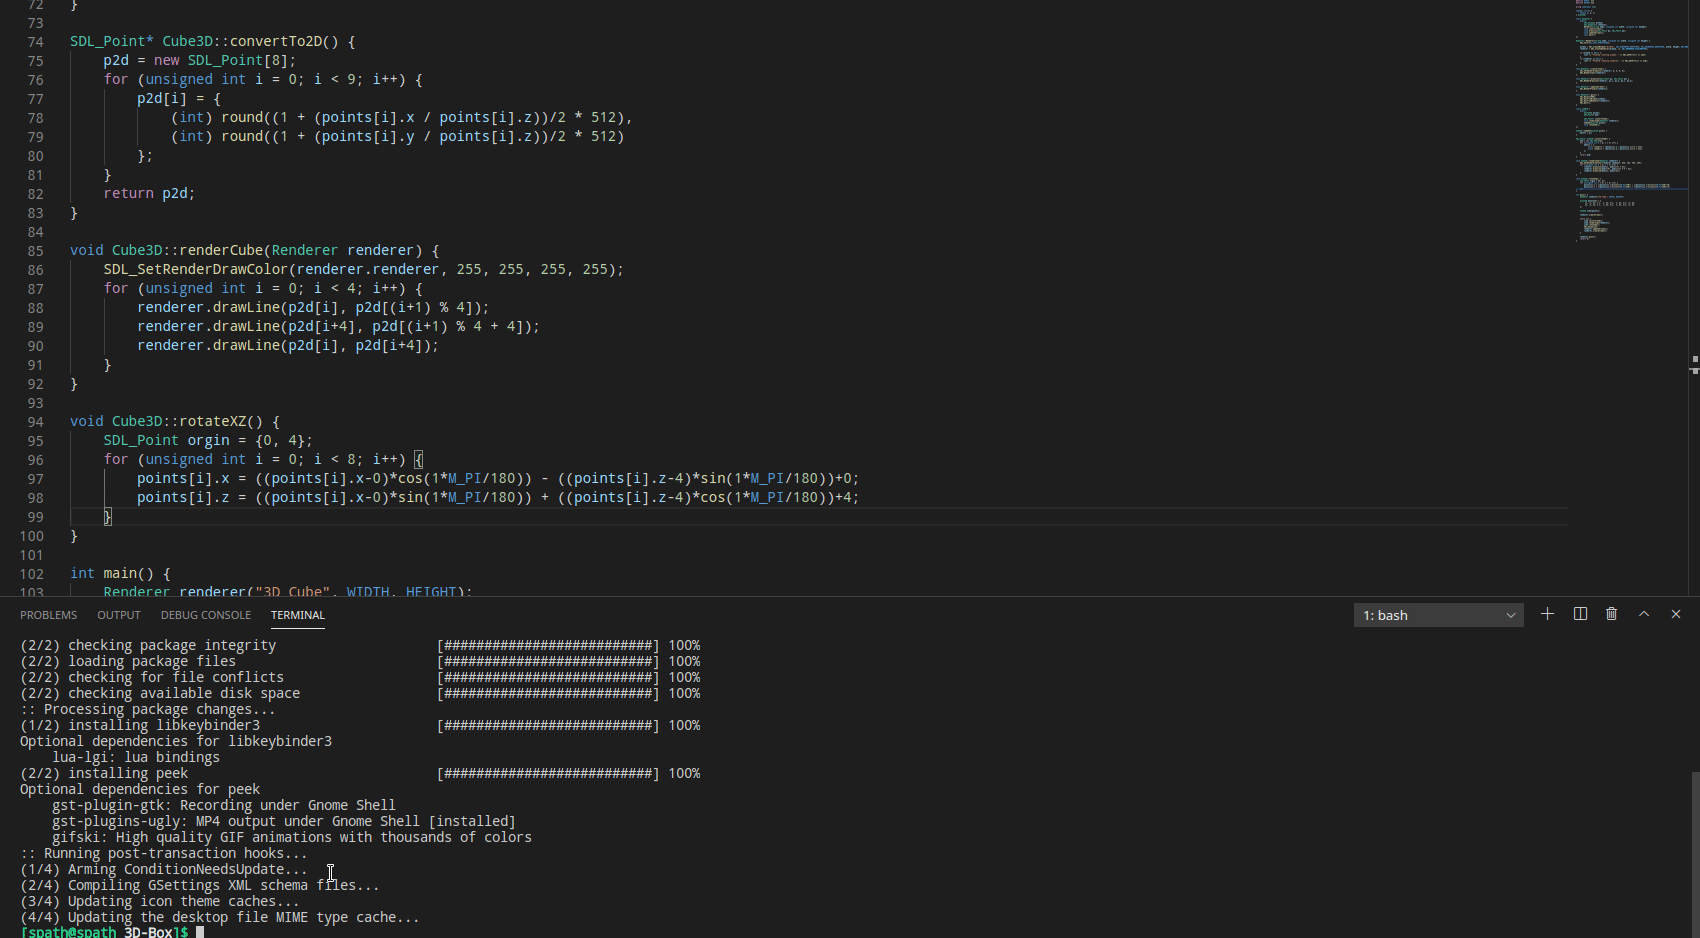 72 }
73
74 SDL_Point* Cube3D::convertTo2D() {
75     p2d = new SDL_Point[8];
76     for (unsigned int i = 0; i < 9; i++) {
77         p2d[i] = {
78             (int) round((1 + (points[i].x / points[i].z))/2 * 512),
79             (int) round((1 + (points[i].y / points[i].z))/2 * 512)
80         };
81     }
82     return p2d;
83 }
84
85 void Cube3D::renderCube(Renderer renderer) {
86     SDL_SetRenderDrawColor(renderer.renderer, 255, 255, 255, 255);
87     for (unsigned int i = 0; i < 4; i++) {
88         renderer.drawLine(p2d[i], p2d[(i+1) % 4]);
89         renderer.drawLine(p2d[i+4], p2d[(i+1) % 4 + 4]);
90         renderer.drawLine(p2d[i], p2d[i+4]);
91     }
92 }
93
94 void Cube3D::rotateXZ() {
95     SDL_Point orgin = {0, 4};
96     for (unsigned int i = 0; i < 8; i++) {
97         points[i].x = ((points[i].x-0)*cos(1*M_PI/180)) - ((points[i].z-4)*sin(1*M_PI/180))+0;
98         points[i].z = ((points[i].x-0)*sin(1*M_PI/180)) + ((points[i].z-4)*cos(1*M_PI/180))+4;
99     }
100 }
101
102 int main() {
103     Renderer renderer("3D Cube", WIDTH, HEIGHT);
PROBLEMS OUTPUT DEBUG CONSOLE TERMINAL 1: bash
(2/2) checking package integrity [##########################] 100%
(2/2) loading package files [##########################] 100%
(2/2) checking for file conflicts [##########################] 100%
(2/2) checking available disk space [##########################] 100%
:: Processing package changes...
(1/2) installing libkeybinder3 [##########################] 100%
Optional dependencies for libkeybinder3
    lua-lgi: lua bindings
(2/2) installing peek [##########################] 100%
Optional dependencies for peek
    gst-plugin-gtk: Recording under Gnome Shell
    gst-plugins-ugly: MP4 output under Gnome Shell [installed]
    gifski: High quality GIF animations with thousands of colors
:: Running post-transaction hooks...
(1/4) Arming ConditionNeedsUpdate...
(2/4) Compiling GSettings XML schema files...
(3/4) Updating icon theme caches...
(4/4) Updating the desktop file MIME type cache...
[spath@spath 3D-Box]$